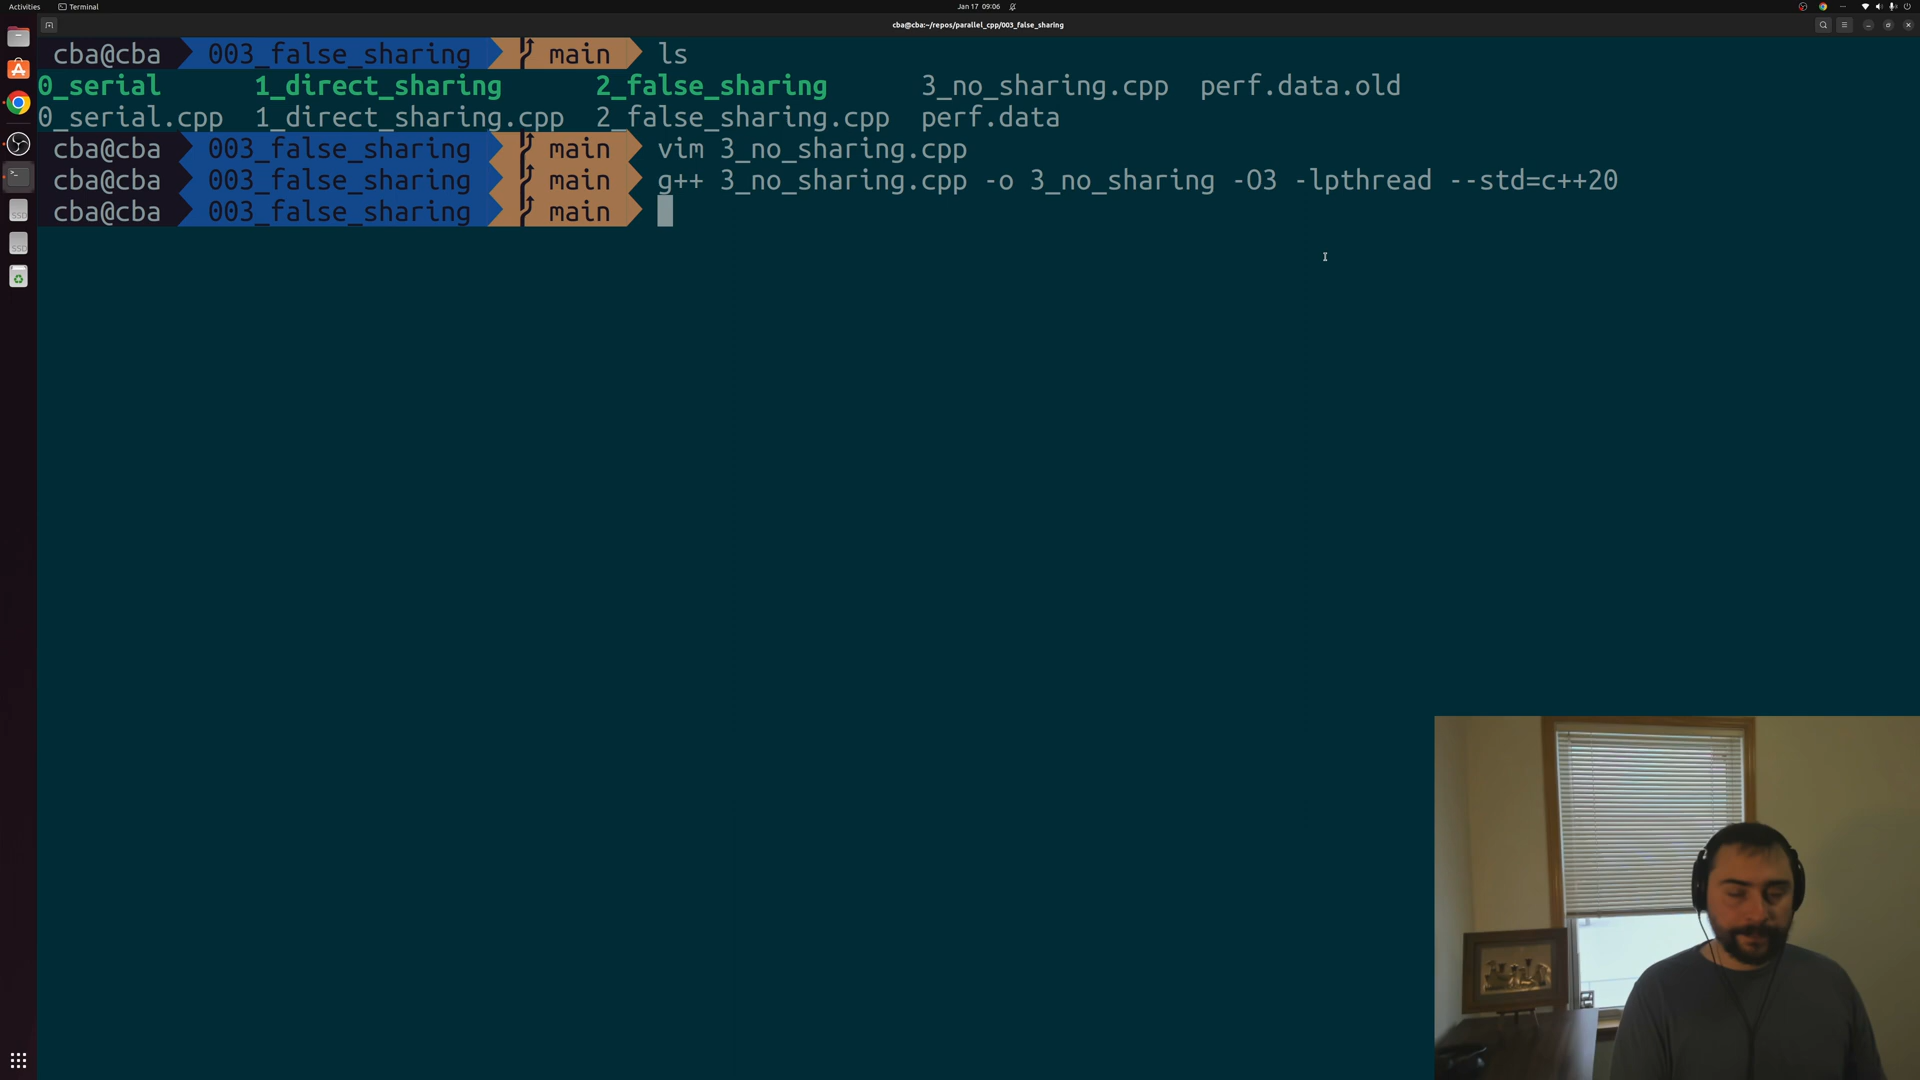 Activities Terminal Jan 17 09:06
cba@cba:~/repos/parallel_cpp/003_false_sharing
cba@cba 003_false_sharing main ls
0_serial 1_direct_sharing 2_false_sharing 3_no_sharing.cpp perf.data.old
0_serial.cpp 1_direct_sharing.cpp 2_false_sharing.cpp perf.data
cba@cba 003_false_sharing main vim 3_no_sharing.cpp
cba@cba 003_false_sharing main g++ 3_no_sharing.cpp -o 3_no_sharing -O3 -lpthread --std=c++20
cba@cba 003_false_sharing main
SSD
SSD